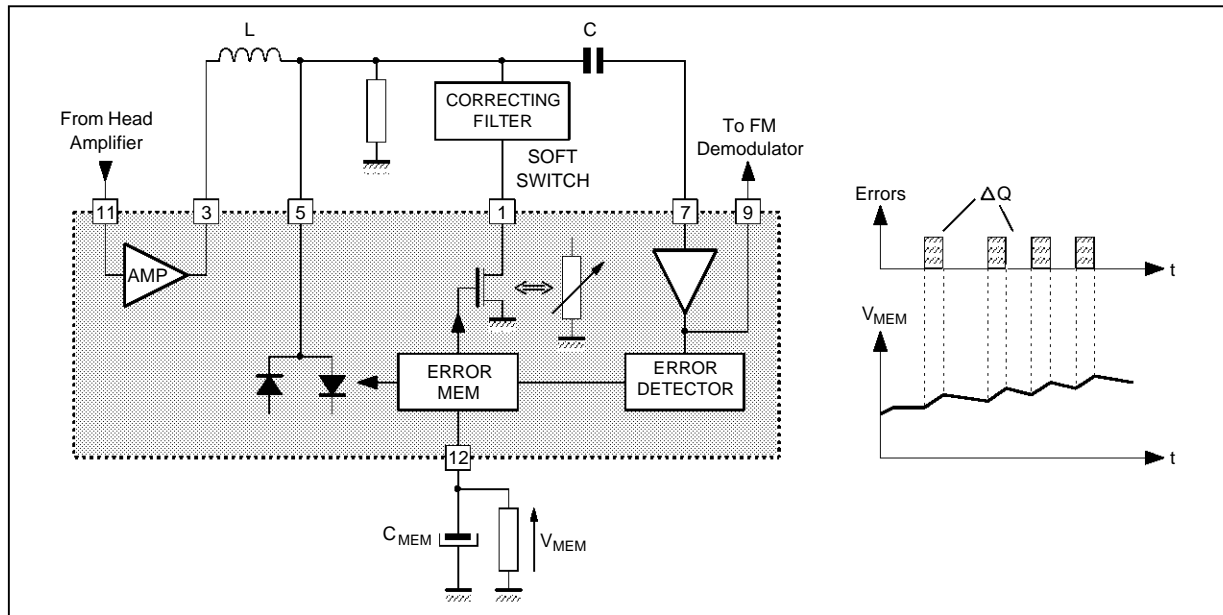 L
C
From Head
Amplifier
CORRECTING
FILTER
SOFT
SWITCH
To FM
Demodulator
11
3
5
1
7
9
AMP
ERROR
MEM
ERROR
DETECTOR
12
CMEM
VMEM
Errors
ΔQ
t
VMEM
t